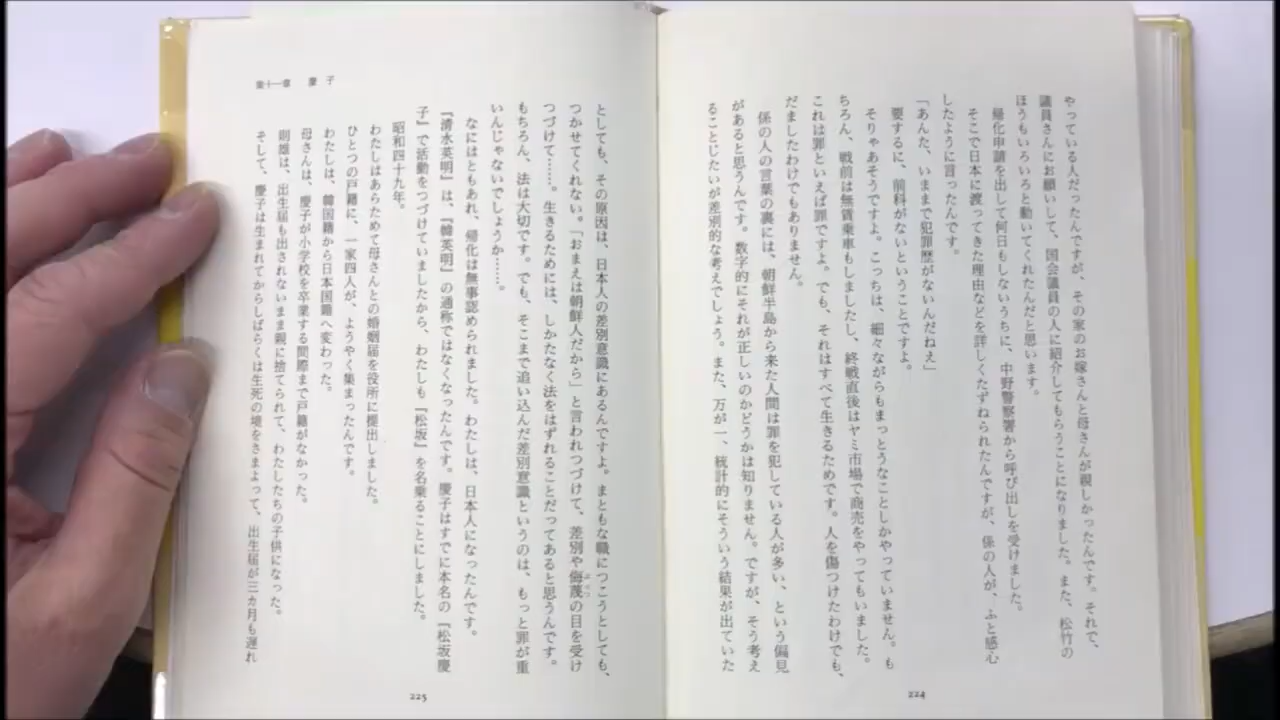 やっている人だったんですが、その家のお嫁さんと母さんが親しかったんです。それで、
議員さんにお願いして、国会議員の人に紹介してもらうことになりました。また、松竹の
ほうもいろいろと動いてくれたんだと思います。
帰化申請を出して何日もしないうちに、中野警察署から呼び出しを受けました。
そこで日本に渡ってきた理由などを詳しくたずねられたんですが、係の人が、ふと感心
したように言ったんです。
「あんた、いままで犯罪歴がないんだねぇ」
要するに、前科がないということですよ。
そりゃあそうですよ。こっちは、細々ながらもまっとうなことしかやっていません。も
ちろん、戦前は無賃乗車もしましたし、終戦直後はヤミ市場で商売をやってもいました。
これは罪といえば罪ですよ。でも、それはすべて生きるためです。人を傷つけたわけでも、
だましたわけでもありません。
係の人の言葉の裏には、朝鮮半島から来た人間は罪を犯している人が多い、という偏見
があると思うんです。数字的にそれが正しいのかどうかは知りません。ですが、そう考え
ることじたいが差別的な考えでしょう。また、万が一、統計的にそういう結果が出ていた
224
としても、その原因は、日本人の差別意識にあるんですよ。まともな職につこうとしても、
つかせてくれない。「おまえは朝鮮人だから」と言われつづけて、差別や侮蔑の目を受け
つづけて……。生きるためには、しかたなく法をはずれることだってあると思うんです。
もちろん、法は大切です。でも、そこまで追い込んだ差別意識というのは、もっと罪が重
いんじゃないでしょうか……。
なにはともあれ、帰化は無事認められました。わたしは、日本人になったんです。
『清水英明』は、『韓英明』の通称ではなくなったんです。慶子はすでに本名の『松坂慶
子』で活動をつづけていましたから、わたしも『松坂』を名乗ることにしました。
昭和四十九年。
わたしはあらためて母さんとの婚姻届を役所に提出しました。
ひとつの戸籍に、一家四人が、ようやく集まったんです。
わたしは、韓国籍から日本国籍へ変わった。
母さんは、慶子が小学校を卒業する間際まで戸籍がなかった。
則雄は、出生届も出されないまま親に捨てられて、わたしたちの子供になった。
そして、慶子は生まれてからしばらくは生死の境をさまよって、出生届が三か月も遅れ
第十一章　慶子
225